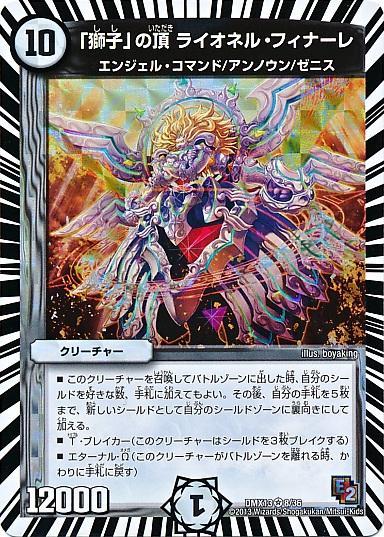 10
「獅子」の頂 ライオネル・フィナーレ
しし いただき
エンジェル・コマンド/アンノウン/ゼニス
クリーチャー
illus. boyaking
■ このクリーチャーを召喚してバトルゾーンに出した時、自分のシー
ルドを好きな数、手札に加えてもよい。その後、自分の手札を5枚
まで、新しいシールドとして自分のシールドゾーンに裏向きにして
加える。
■ T・ブレイカー(このクリーチャーはシールドを3枚ブレイクする)
■ エターナル・Ω(このクリーチャーがバトルゾーンを離れる時、か
わりに手札に戻す)
12000
1
E2
DMX13 8/36
©2013 Wizards/Shogakukan/Mitsui-Kids